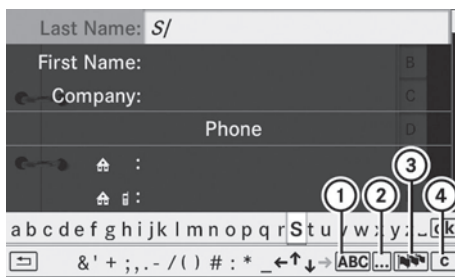 Last Name: S/
First Name:
B
Company:
C
Phone
D
:
:
1 2 3 4
a b c d e f g h i j k l m n o p q r S t u v w x y z _ ok
& ' + ; , . - / ( ) # : * _ ←↑↓→ ABC ... c